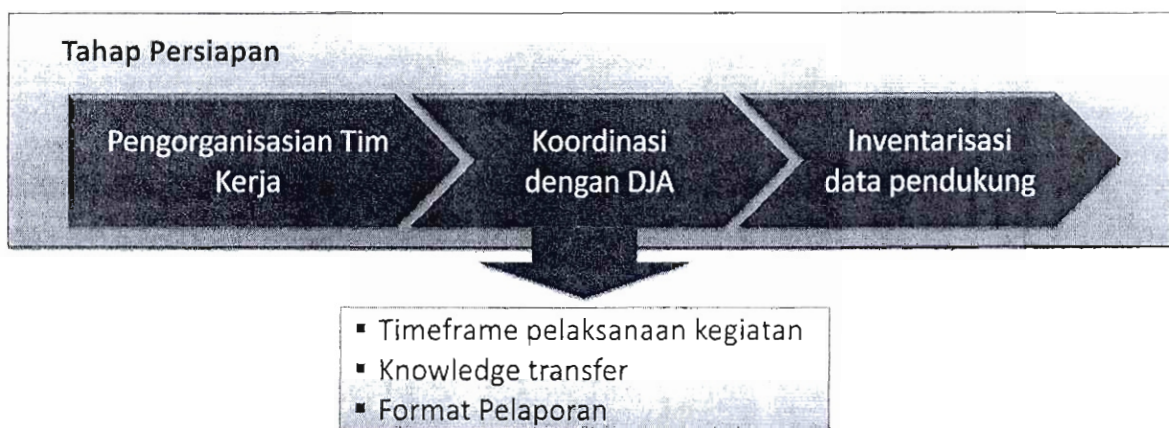 Tahap Persiapan
Pengorganisasian Tim
Kerja
Koordinasi
dengan DJA
Inventarisasi
data pendukung
▪ Timeframe pelaksanaan kegiatan
▪ Knowledge transfer
▪ Format Pelaporan